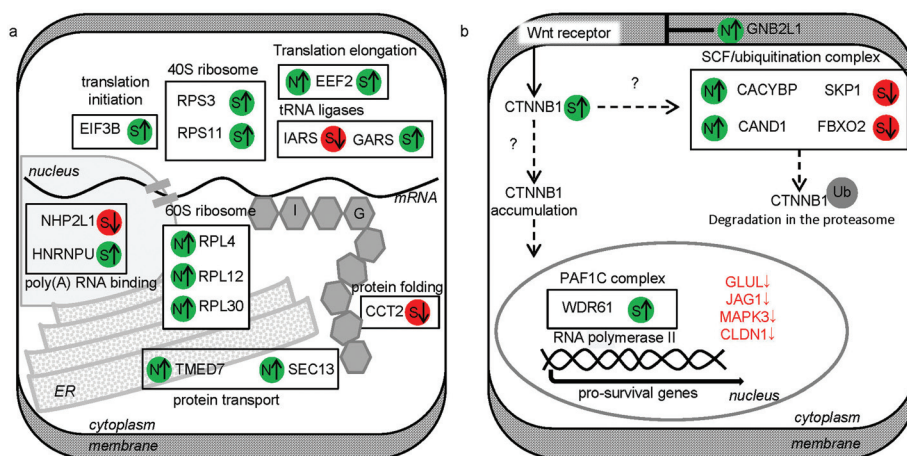 a
translation
initiation
EIF3B S↑
40S ribosome
RPS3 S↑
RPS11 S↑
Translation elongation
N↑ EEF2 S↑
tRNA ligases
IARS S↓ GARS S↑
nucleus
mRNA
NHP2L1 S↓
HNRNPU S↑
poly(A) RNA binding
60S ribosome
N↑ RPL4
N↑ RPL12
N↑ RPL30
I
G
protein folding
CCT2 S↓
N↑ TMED7 N↑ SEC13
protein transport
ER
cytoplasm
membrane
b
Wnt receptor
N↑ GNB2L1
SCF/ubiquitination complex
N↑ CACYBP SKP1 S↓
N↑ CAND1 FBXO2 S↓
CTNNB1 S↑
?
?
CTNNB1
accumulation
CTNNB1 Ub
Degradation in the proteasome
PAF1C complex
WDR61 S↑
RNA polymerase II
GLUL↓
JAG1↓
MAPK3↓
CLDN1↓
pro-survival genes
nucleus
cytoplasm
membrane